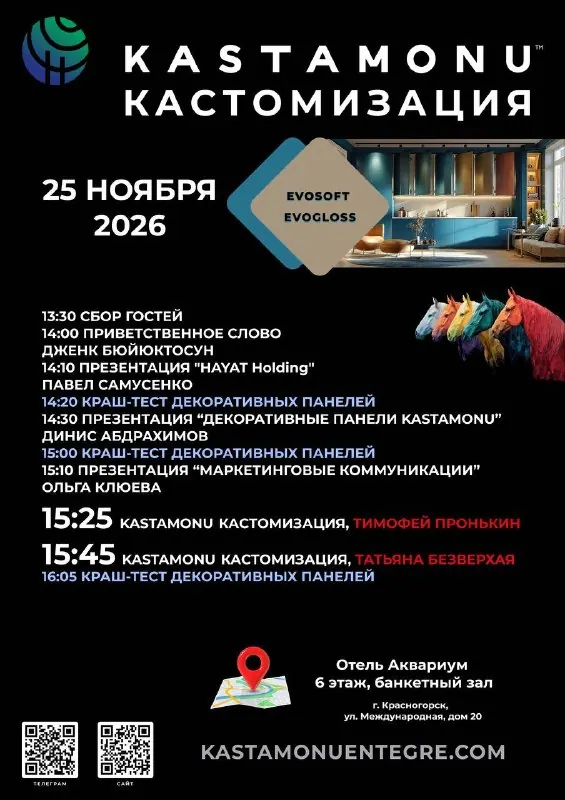 KASTAMONU™
КАСТОМИЗАЦИЯ
25 НОЯБРЯ
2026
EVOSOFT
EVOGLOSS
13:30 СБОР ГОСТЕЙ
14:00 ПРИВЕТСТВЕННОЕ СЛОВО
ДЖЕНК БЮЙЮКТОСУН
14:10 ПРЕЗЕНТАЦИЯ "HAYAT Holding"
ПАВЕЛ САМУСЕНКО
14:20 КРАШ-ТЕСТ ДЕКОРАТИВНЫХ ПАНЕЛЕЙ
14:30 ПРЕЗЕНТАЦИЯ “ДЕКОРАТИВНЫЕ ПАНЕЛИ KASTAMONU”
ДИНИС АБДРАХИМОВ
15:00 КРАШ-ТЕСТ ДЕКОРАТИВНЫХ ПАНЕЛЕЙ
15:10 ПРЕЗЕНТАЦИЯ “МАРКЕТИНГОВЫЕ КОММУНИКАЦИИ”
ОЛЬГА КЛЮЕВА
15:25 KASTAMONU КАСТОМИЗАЦИЯ, ТИМОФЕЙ ПРОНЬКИН
15:45 KASTAMONU КАСТОМИЗАЦИЯ, ТАТЬЯНА БЕЗВЕРХАЯ
16:05 КРАШ-ТЕСТ ДЕКОРАТИВНЫХ ПАНЕЛЕЙ
Отель Аквариум
6 этаж, банкетный зал
г. Красногорск,
ул. Международная, дом 20
KASTAMONUENTEGRE.COM
ТЕЛЕГРАМ
САЙТ